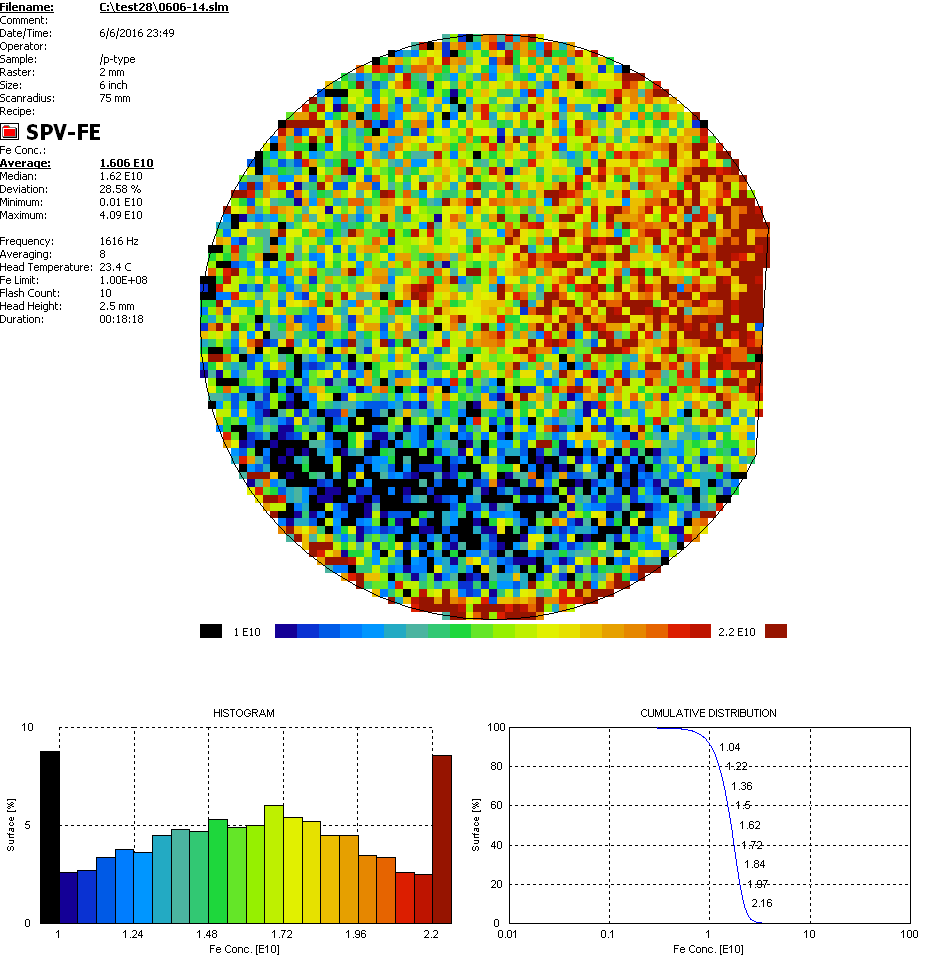 Filename: C:\test28\0606-14.slm
Comment:
Date/Time: 6/6/2016 23:49
Operator:
Sample: /p-type
Raster: 2 mm
Size: 6 inch
Scanradius: 75 mm
Recipe:
SPV-FE
Fe Conc.:
Average: 1.606 E10
Median: 1.62 E10
Deviation: 28.58 %
Minimum: 0.01 E10
Maximum: 4.09 E10
Frequency: 1616 Hz
Averaging: 8
Head Temperature: 23.4 C
Fe Limit: 1.00E+08
Flash Count: 10
Head Height: 2.5 mm
Duration: 00:18:18
1 E10 2.2 E10
HISTOGRAM
10
5
0
Surface [%]
1 1.24 1.48 1.72 1.96 2.2
Fe Conc. [E10]
CUMULATIVE DISTRIBUTION
100
80
60
40
20
0
Surface [%]
1.04
1.22
1.36
1.5
1.62
1.72
1.84
1.97
2.16
0.01 0.1 1 10 100
Fe Conc. [E10]